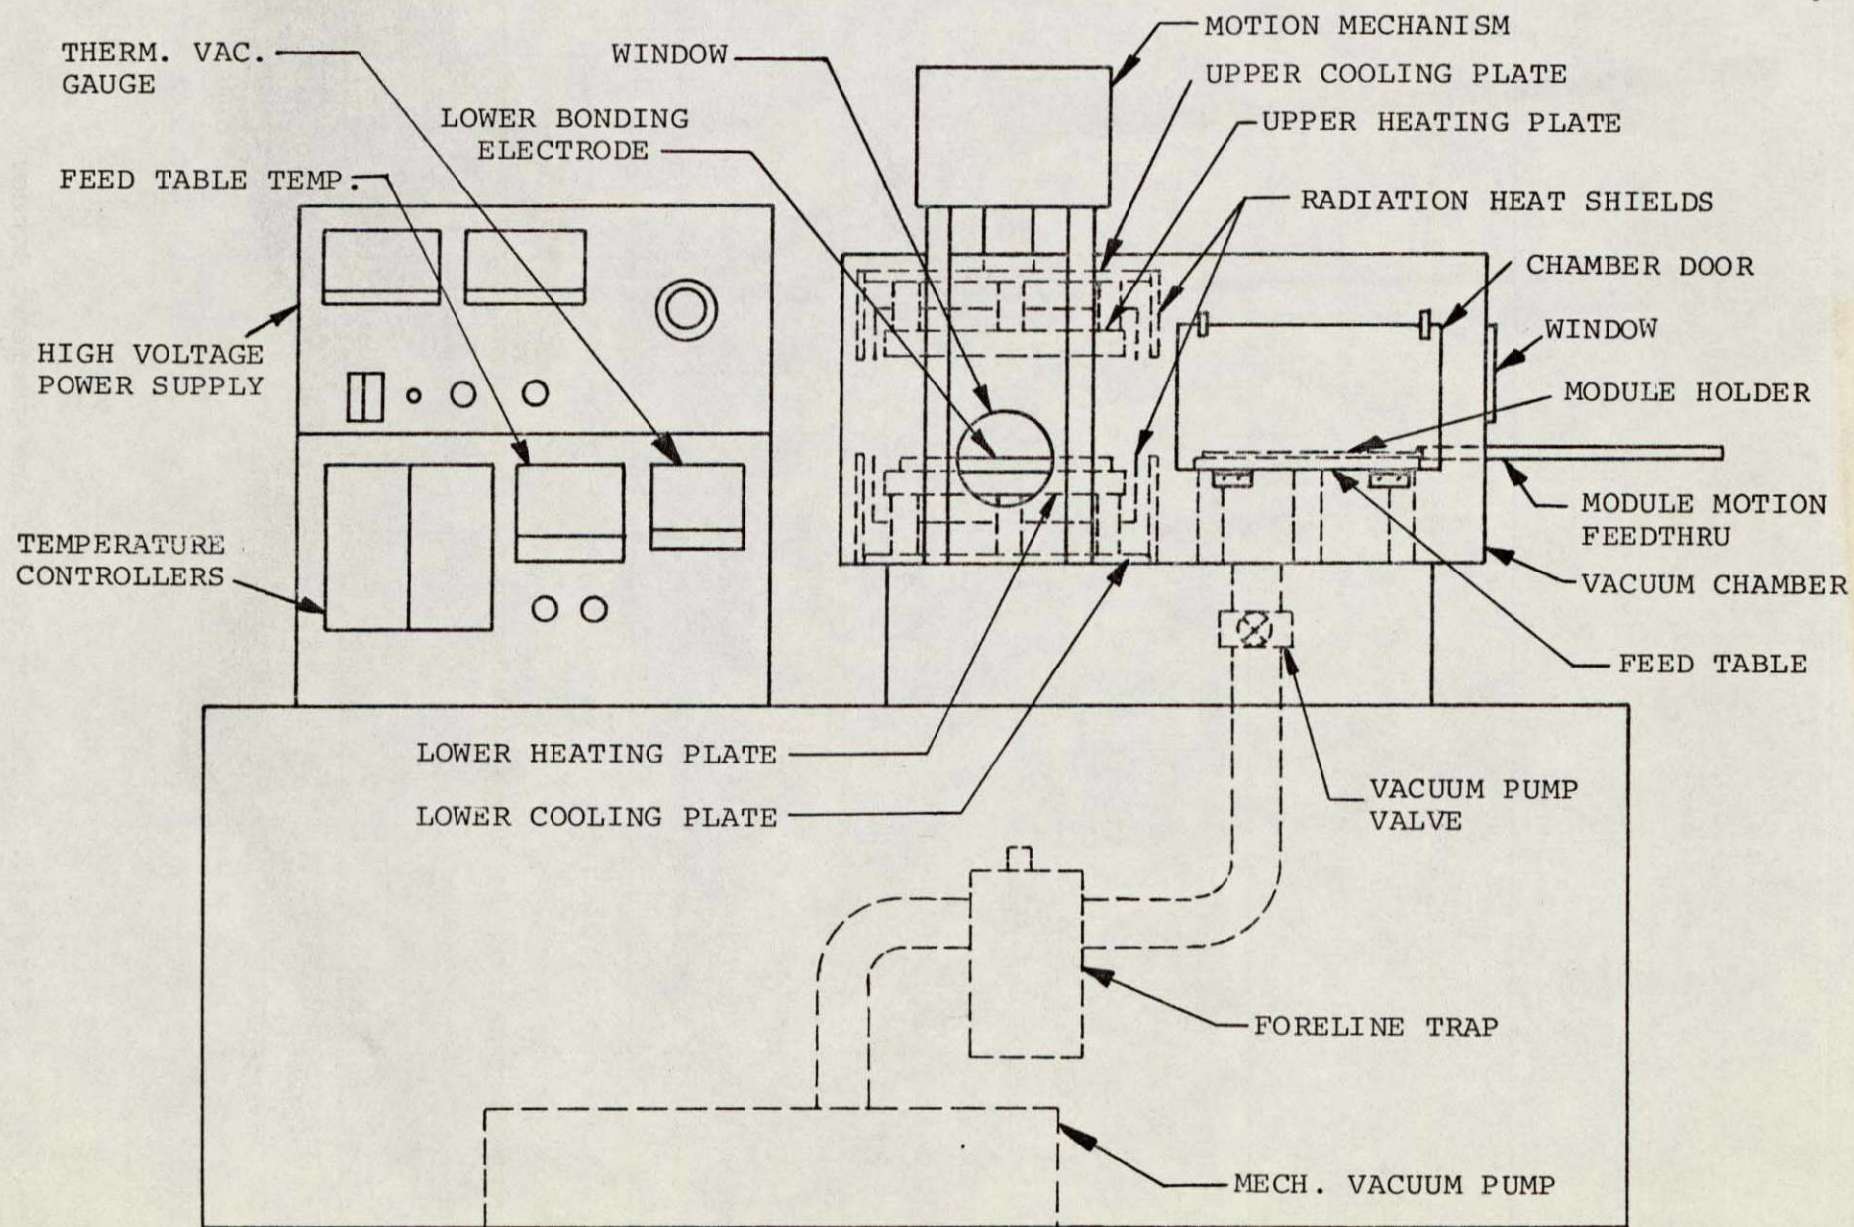 THERM. VAC.
GAUGE
WINDOW
LOWER BONDING
ELECTRODE
FEED TABLE TEMP.
HIGH VOLTAGE
POWER SUPPLY
TEMPERATURE
CONTROLLERS
MOTION MECHANISM
UPPER COOLING PLATE
UPPER HEATING PLATE
RADIATION HEAT SHIELDS
CHAMBER DOOR
WINDOW
MODULE HOLDER
MODULE MOTION
FEEDTHRU
VACUUM CHAMBER
FEED TABLE
LOWER HEATING PLATE
LOWER COOLING PLATE
VACUUM PUMP
VALVE
FORELINE TRAP
MECH. VACUUM PUMP